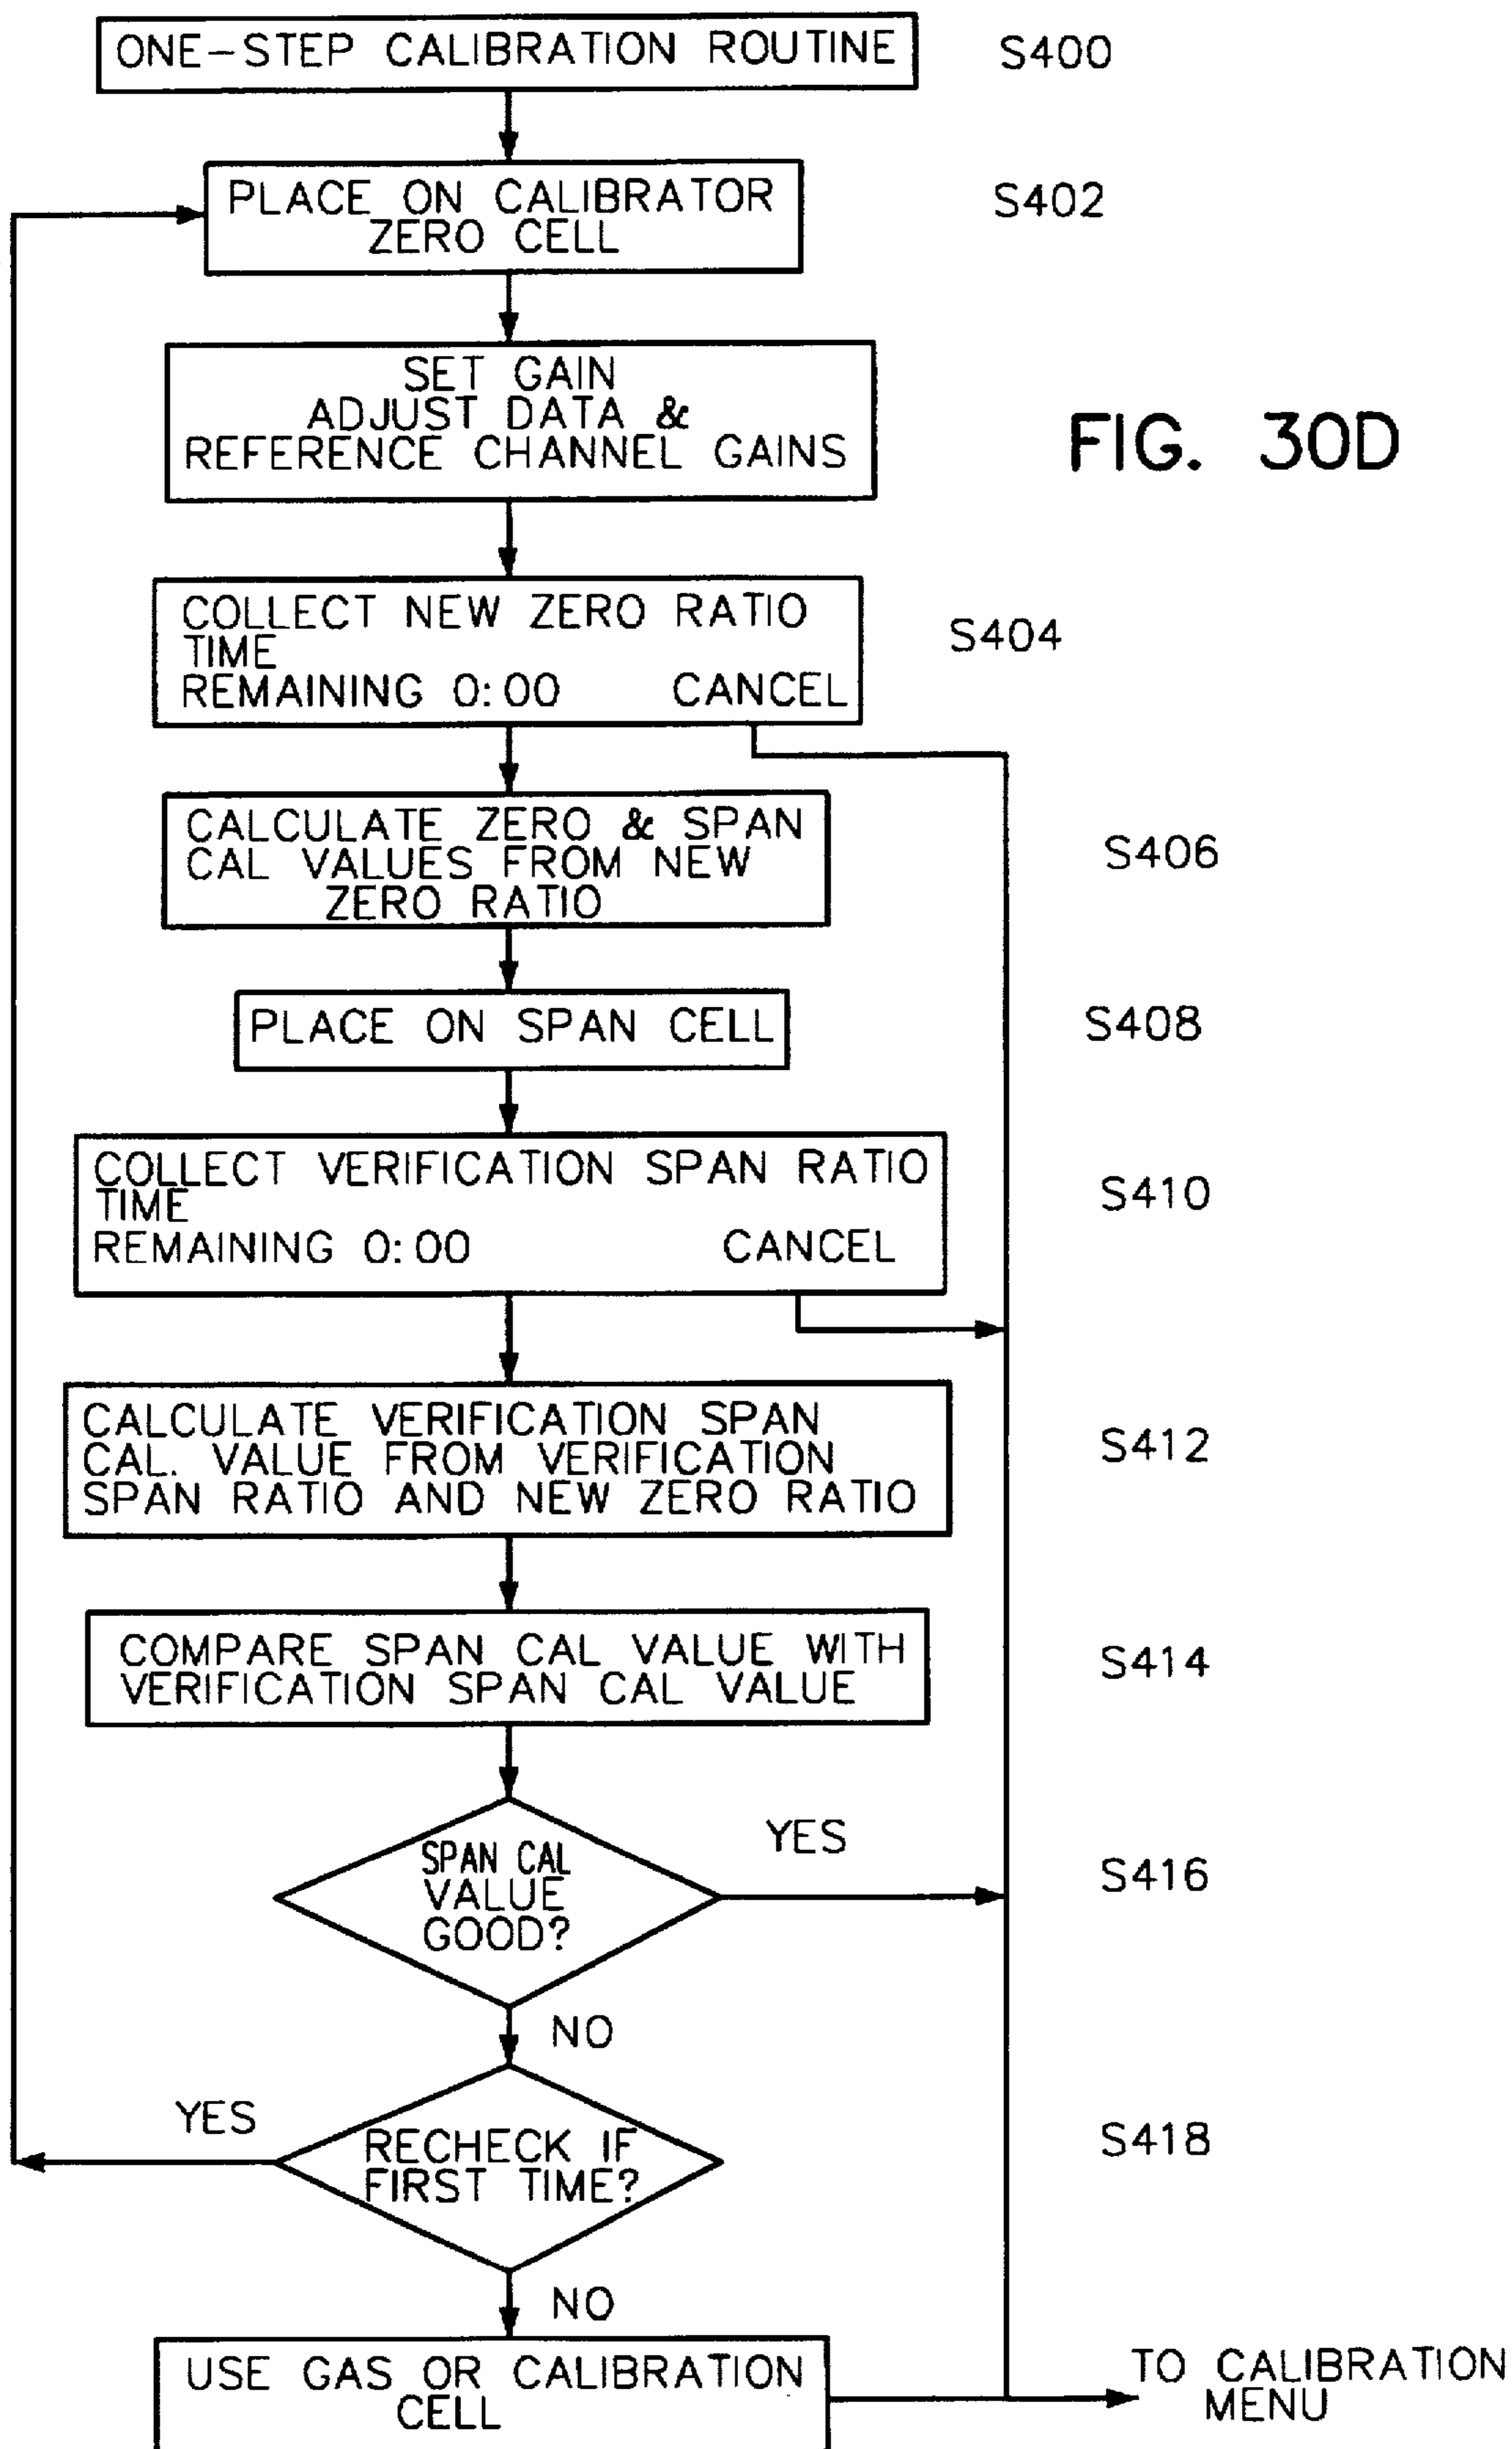 ONE-STEP CALIBRATION ROUTINE
S400
PLACE ON CALIBRATOR
ZERO CELL
S402
SET GAIN
ADJUST DATA &
REFERENCE CHANNEL GAINS
FIG. 30D
COLLECT NEW ZERO RATIO
TIME
REMAINING 0:00 CANCEL
S404
CALCULATE ZERO & SPAN
CAL VALUES FROM NEW
ZERO RATIO
S406
PLACE ON SPAN CELL
S408
COLLECT VERIFICATION SPAN RATIO
TIME
REMAINING 0:00 CANCEL
S410
CALCULATE VERIFICATION SPAN
CAL. VALUE FROM VERIFICATION
SPAN RATIO AND NEW ZERO RATIO
S412
COMPARE SPAN CAL VALUE WITH
VERIFICATION SPAN CAL VALUE
S414
SPAN CAL
VALUE
GOOD?
YES
S416
NO
YES
RECHECK IF
FIRST TIME?
S418
NO
USE GAS OR CALIBRATION
CELL
TO CALIBRATION
MENU